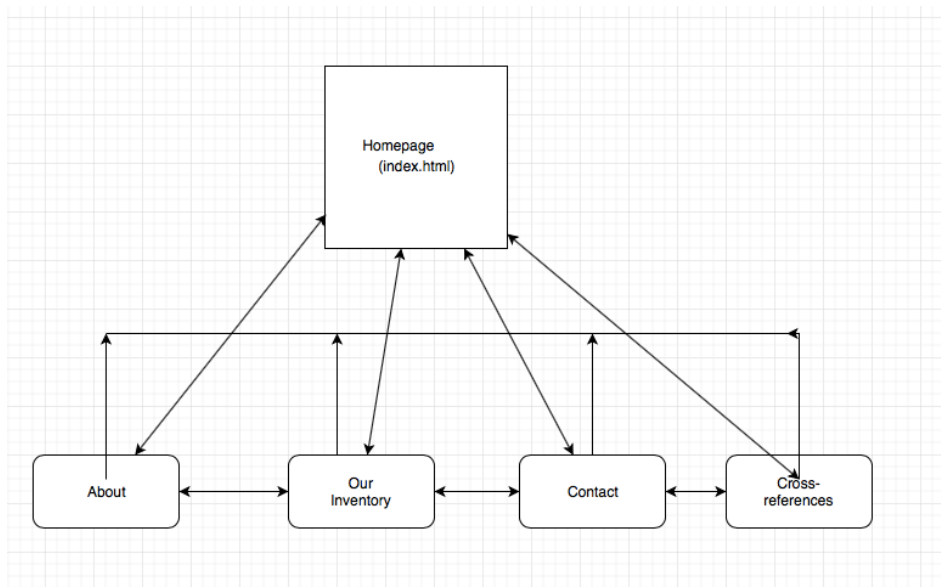 Homepage
(index.html)
About
Our
Inventory
Contact
Cross-
references